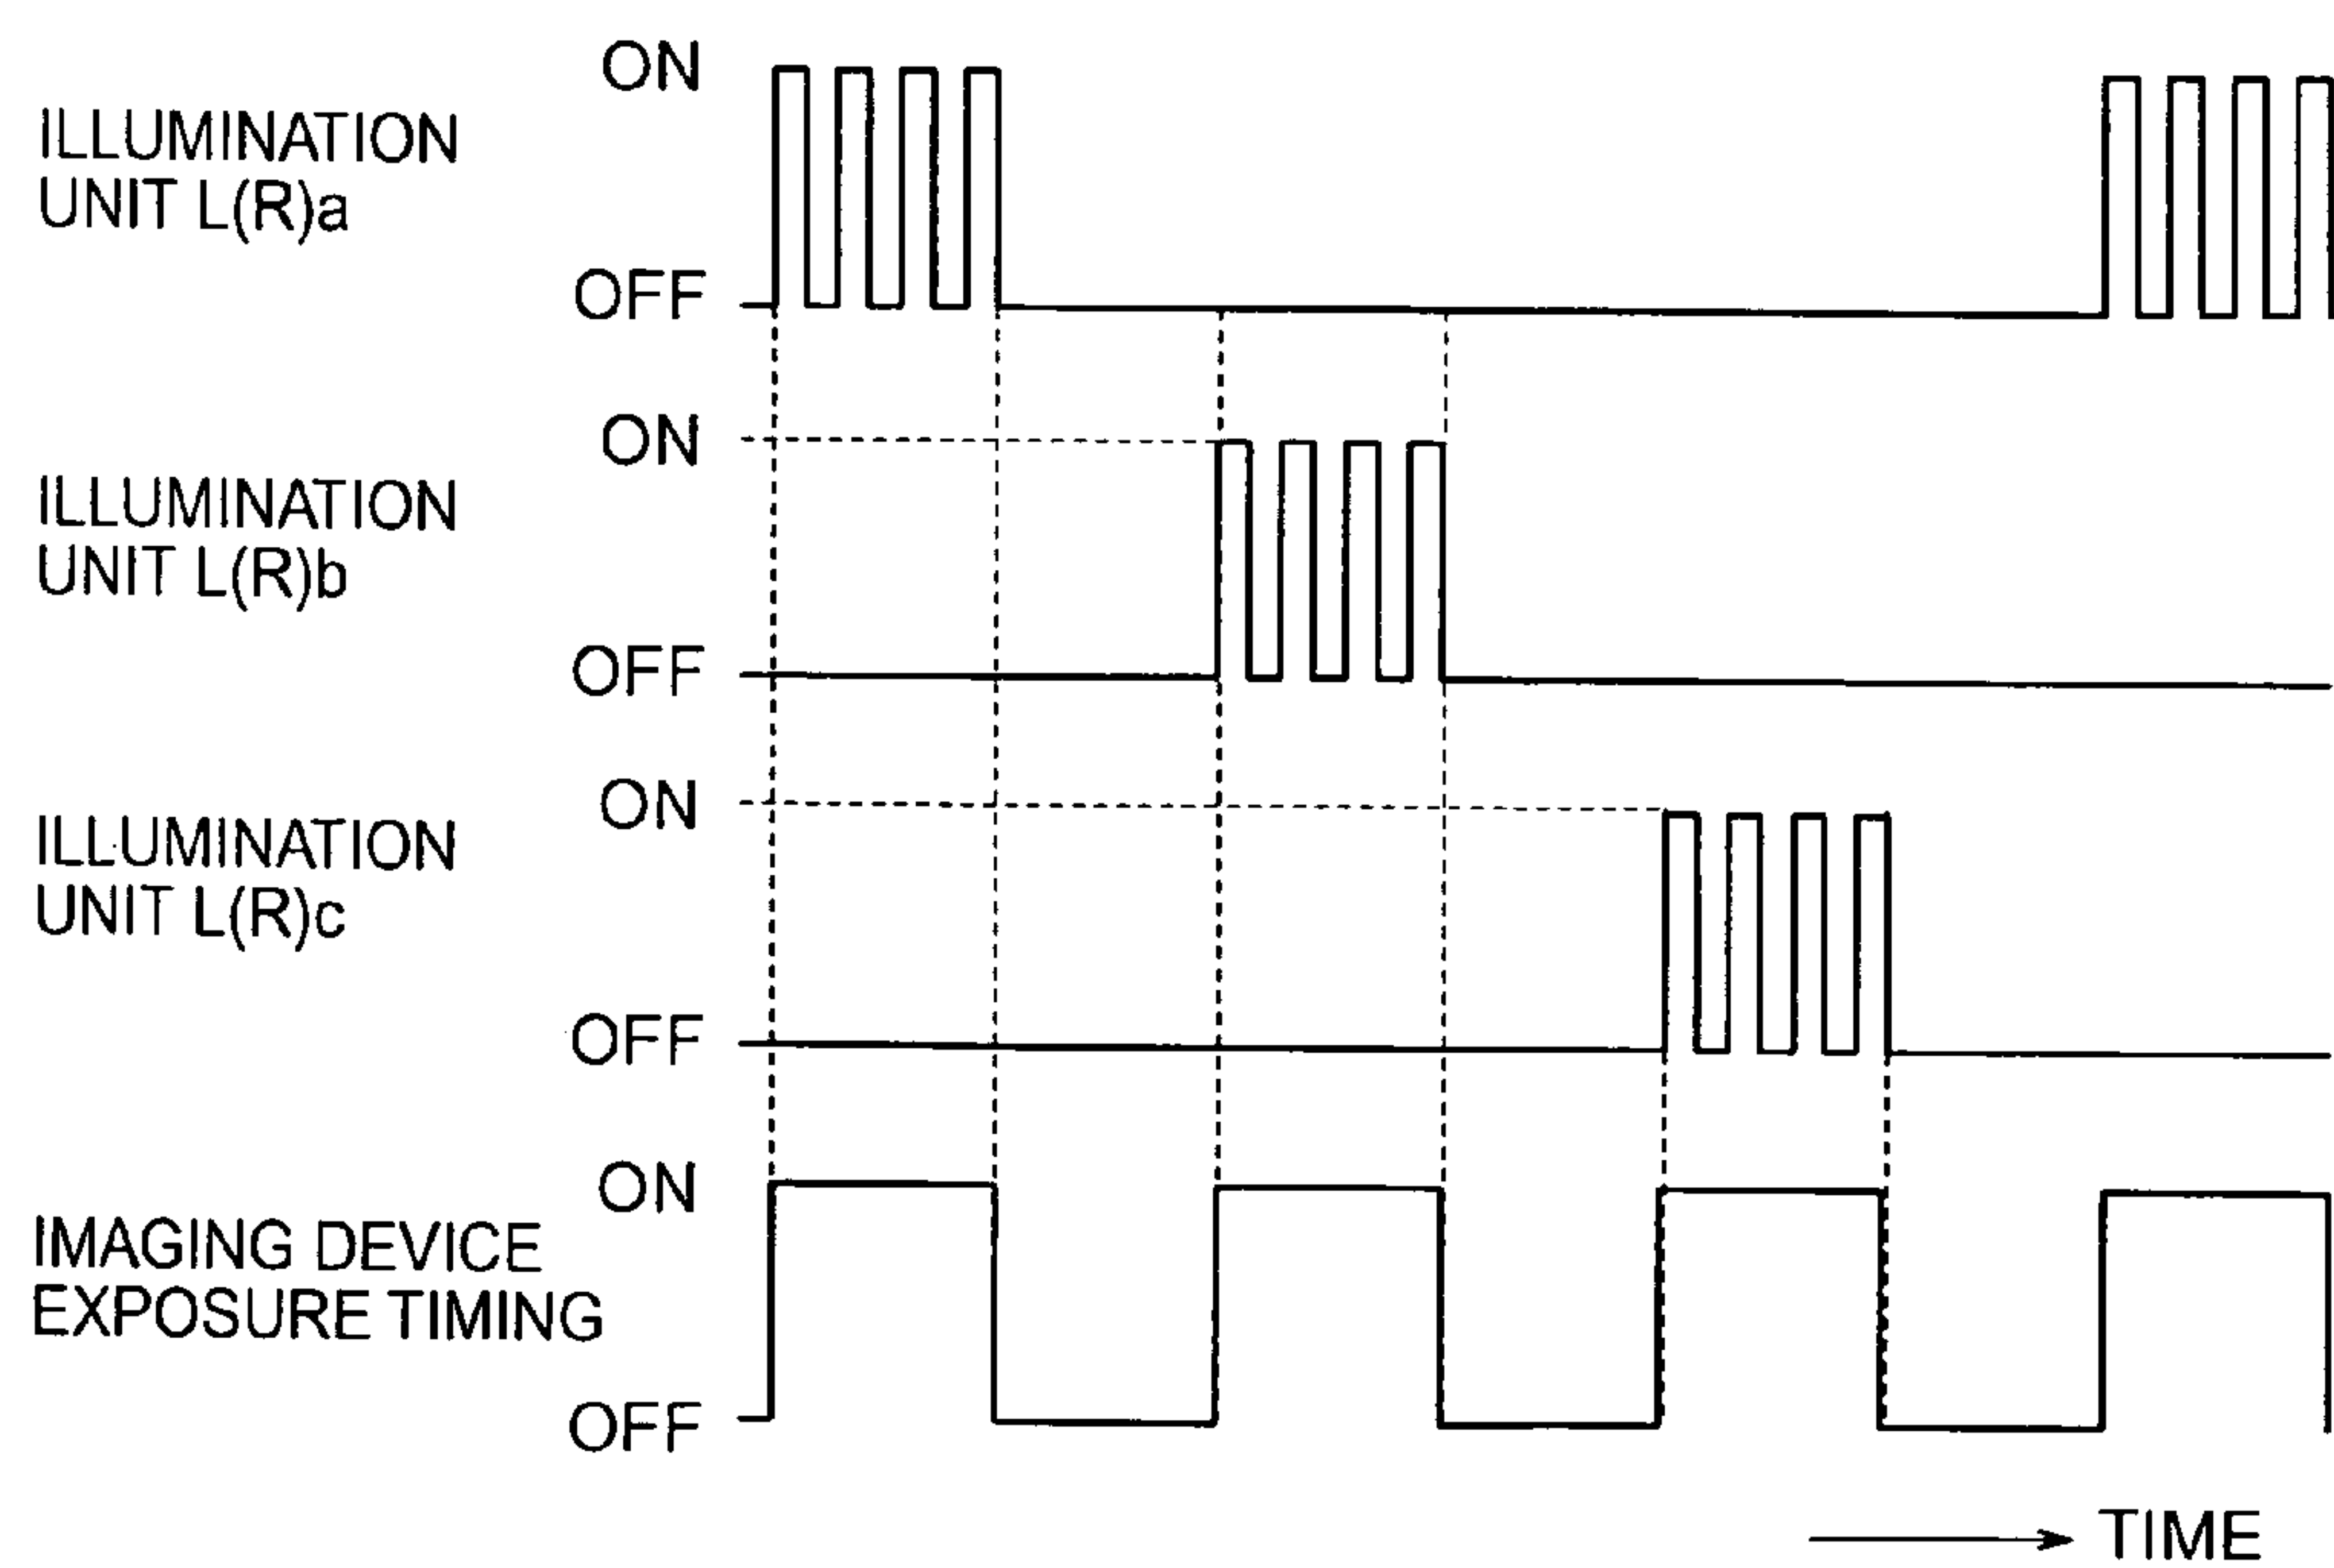 ON
ILLUMINATION
UNIT L(R)a
OFF
ON
ILLUMINATION
UNIT L(R)b
OFF
ON
ILLUMINATION
UNIT L(R)c
OFF
ON
IMAGING DEVICE
EXPOSURE TIMING
OFF
TIME